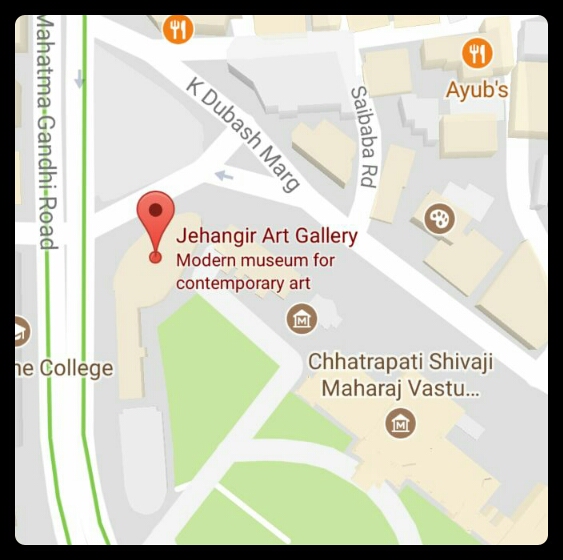 Mahatma Gandhi Road
K Dubash Marg
Saibaba Rd
Ayub's
Jehangir Art Gallery
Modern museum for
contemporary art
ne College
Chhatrapati Shivaji
Maharaj Vastu...